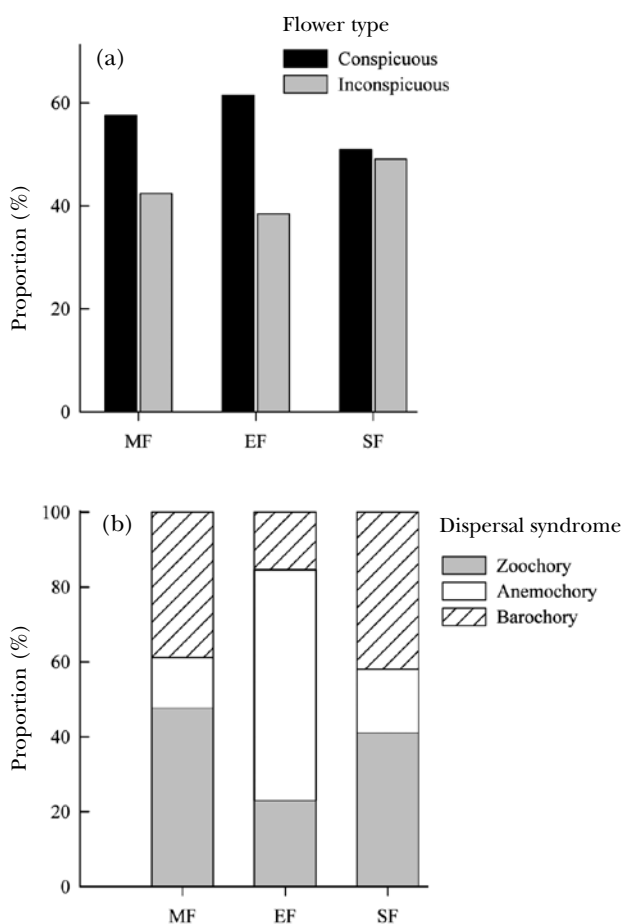 Flower type
(a)
Conspicuous
Inconspicuous
Proportion (%)
60
40
20
0
MF EF SF
(b)
Dispersal syndrome
Zoochory
Anemochory
Barochory
Proportion (%)
100
80
60
40
20
0
MF EF SF